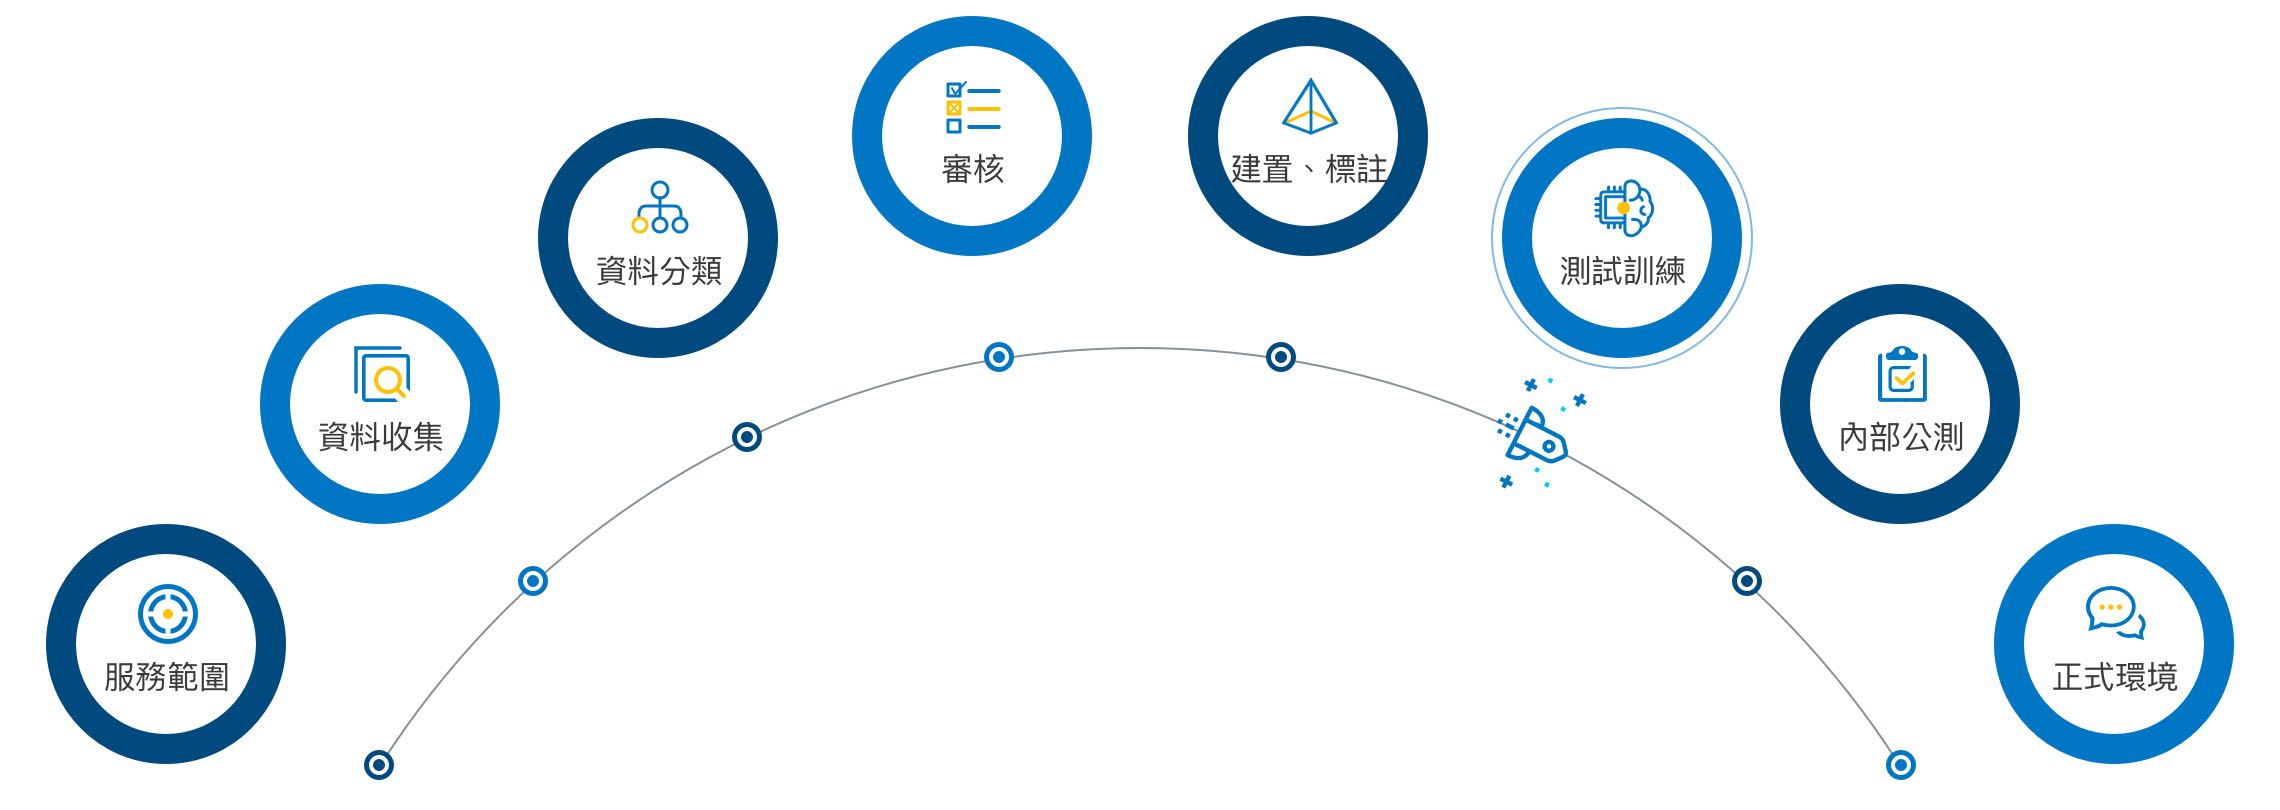 服務範圍
資料收集
資料分類
審核
建置、標註
測試訓練
內部公測
正式環境